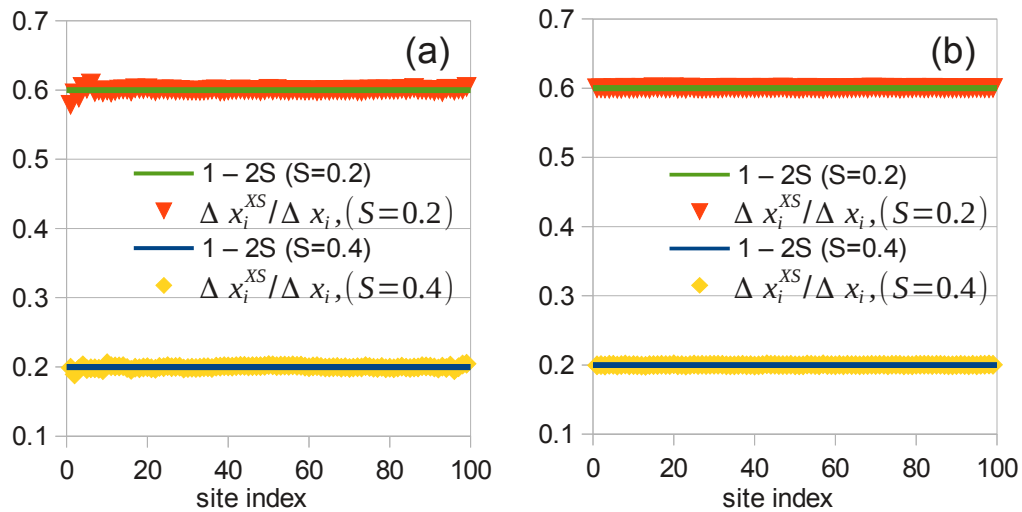 0.7
0.6
0.5
0.4
0.3
0.2
0.1
(a)
1 – 2S (S=0.2)
Δ x_i^{XS}/Δ x_i,(S=0.2)
1 – 2S (S=0.4)
Δ x_i^{XS}/Δ x_i,(S=0.4)
0 20 40 60 80 100
site index
0.7
0.6
0.5
0.4
0.3
0.2
0.1
(b)
1 – 2S (S=0.2)
Δ x_i^{XS}/Δ x_i,(S=0.2)
1 – 2S (S=0.4)
Δ x_i^{XS}/Δ x_i,(S=0.4)
0 20 40 60 80 100
site index